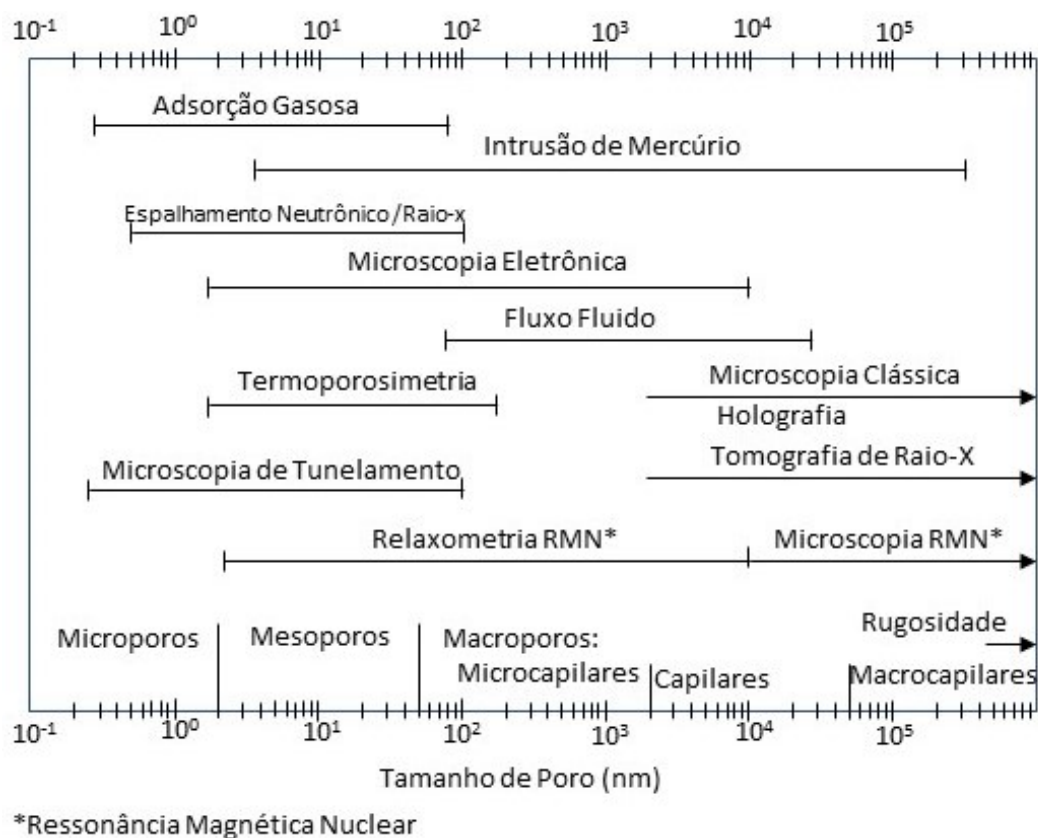 10⁻¹ 10⁰ 10¹ 10² 10³ 10⁴ 10⁵
Adsorção Gasosa
Intrusão de Mercúrio
Espalhamento Neutrônico/Raio-x
Microscopia Eletrônica
Fluxo Fluido
Termoporosimetria
Microscopia Clássica
Holografia
Microscopia de Tunelamento
Tomografia de Raio-X
Relaxometria RMN*
Microscopia RMN*
Rugosidade
Microporos
Mesoporos
Macroporos:
Microcapilares
Capilares
Macrocapilares
10⁻¹ 10⁰ 10¹ 10² 10³ 10⁴ 10⁵
Tamanho de Poro (nm)
*Ressonância Magnética Nuclear